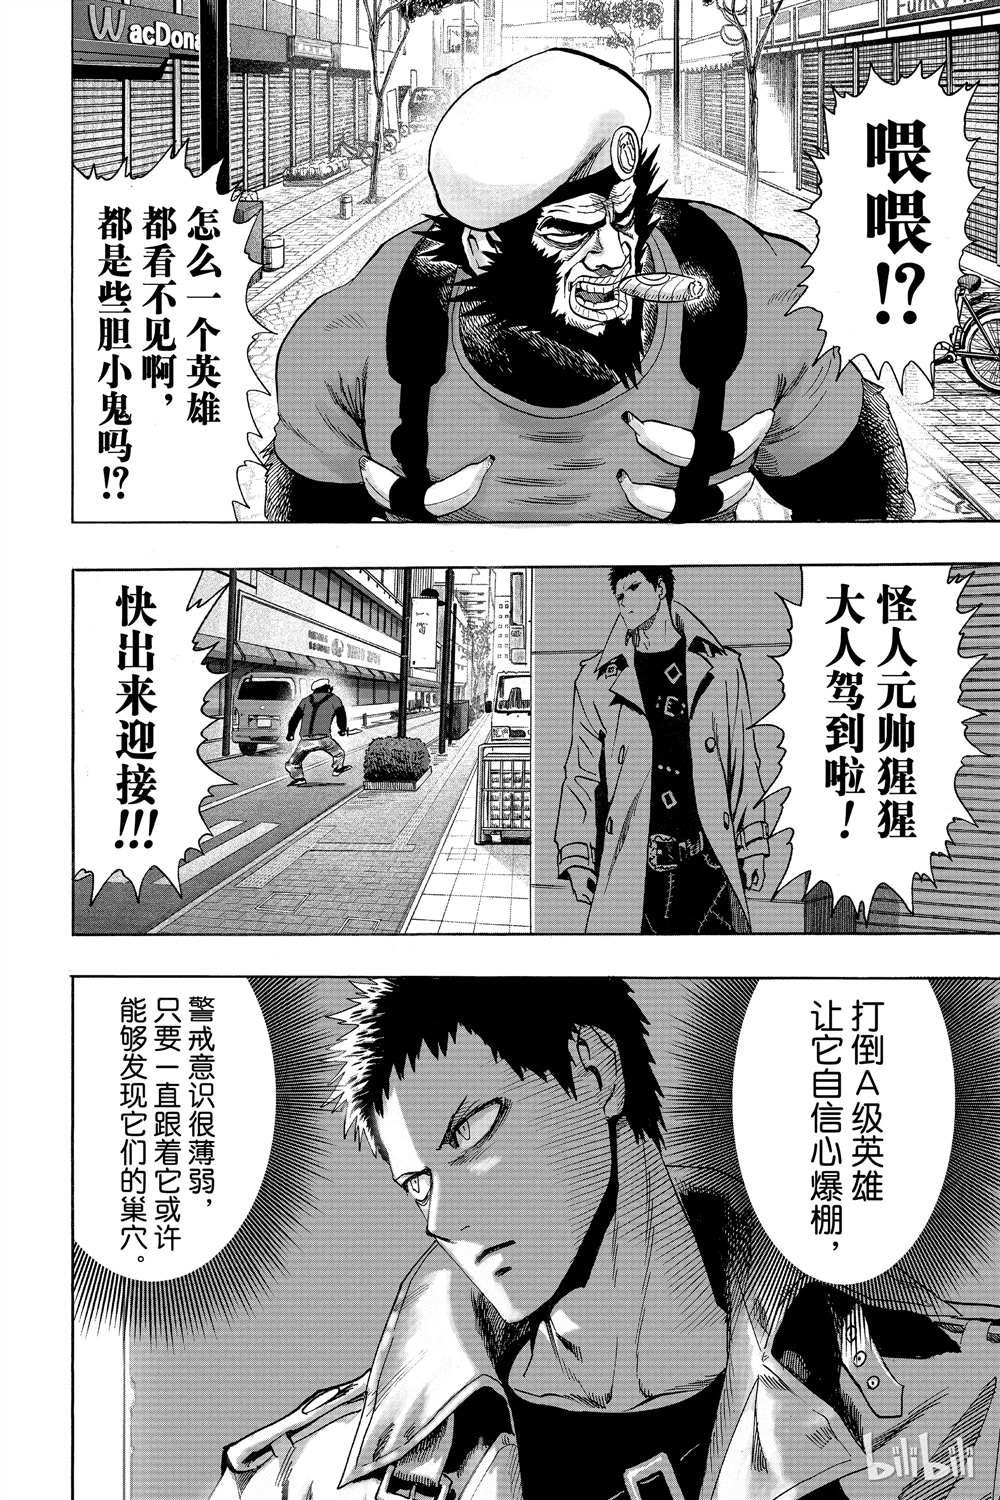 WacDona
Funky
喂喂!?
怎么一个英雄
都看不见啊，
都是些胆小鬼吗!?
怪人元帅猩猩
大人驾到啦！
快出来迎接!!!
打倒A级英雄
让它自信心爆棚，
警戒意识很薄弱，
只要一直跟着它或许
能够发现它们的巢穴。
bilibili